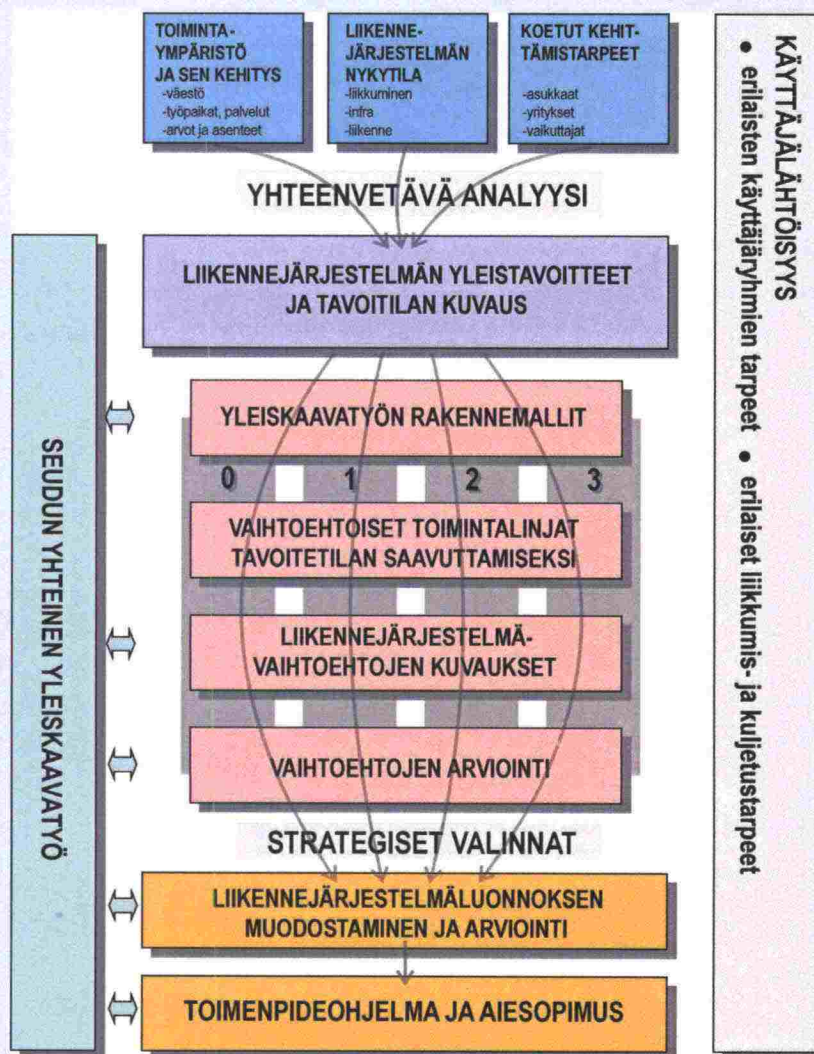 TOIMINTA-
YMPÄRISTÖ
JA SEN KEHITYS
-väestö
-työpaikat, palvelut
-arvot ja asenteet
LIIKENNE-
JÄRJESTELMÄN
NYKYTILA
-liikkuminen
-infra
-liikenne
KOETUT KEHIT-
TÄMISTARPEET
-asukkaat
-yritykset
-vaikuttajat
YHTEENVETÄVÄ ANALYYSI
LIIKENNEJÄRJESTELMÄN YLEISTAVOITTEET
JA TAVOITILAN KUVAUS
YLEISKAAVATYÖN RAKENNEMALLIT
0 1 2 3
VAIHTOEHTOISET TOIMINTALINJAT
TAVOITETILAN SAAVUTTAMISEKSI
LIIKENNEJÄRJESTELMÄ-
VAIHTOEHTOJEN KUVAUKSET
VAIHTOEHTOJEN ARVIOINTI
STRATEGISET VALINNAT
LIIKENNEJÄRJESTELMÄLUONNOKSEN
MUODOSTAMINEN JA ARVIOINTI
TOIMENPIDEOHJELMA JA AIESOPIMUS
SEUDUN YHTEINEN YLEISKAAVATYÖ
KÄYTTÄJÄLÄHTÖISYYS
• erilaisten käyttäjäryhmien tarpeet • erilaiset liikkumis- ja kuljetustarpeet